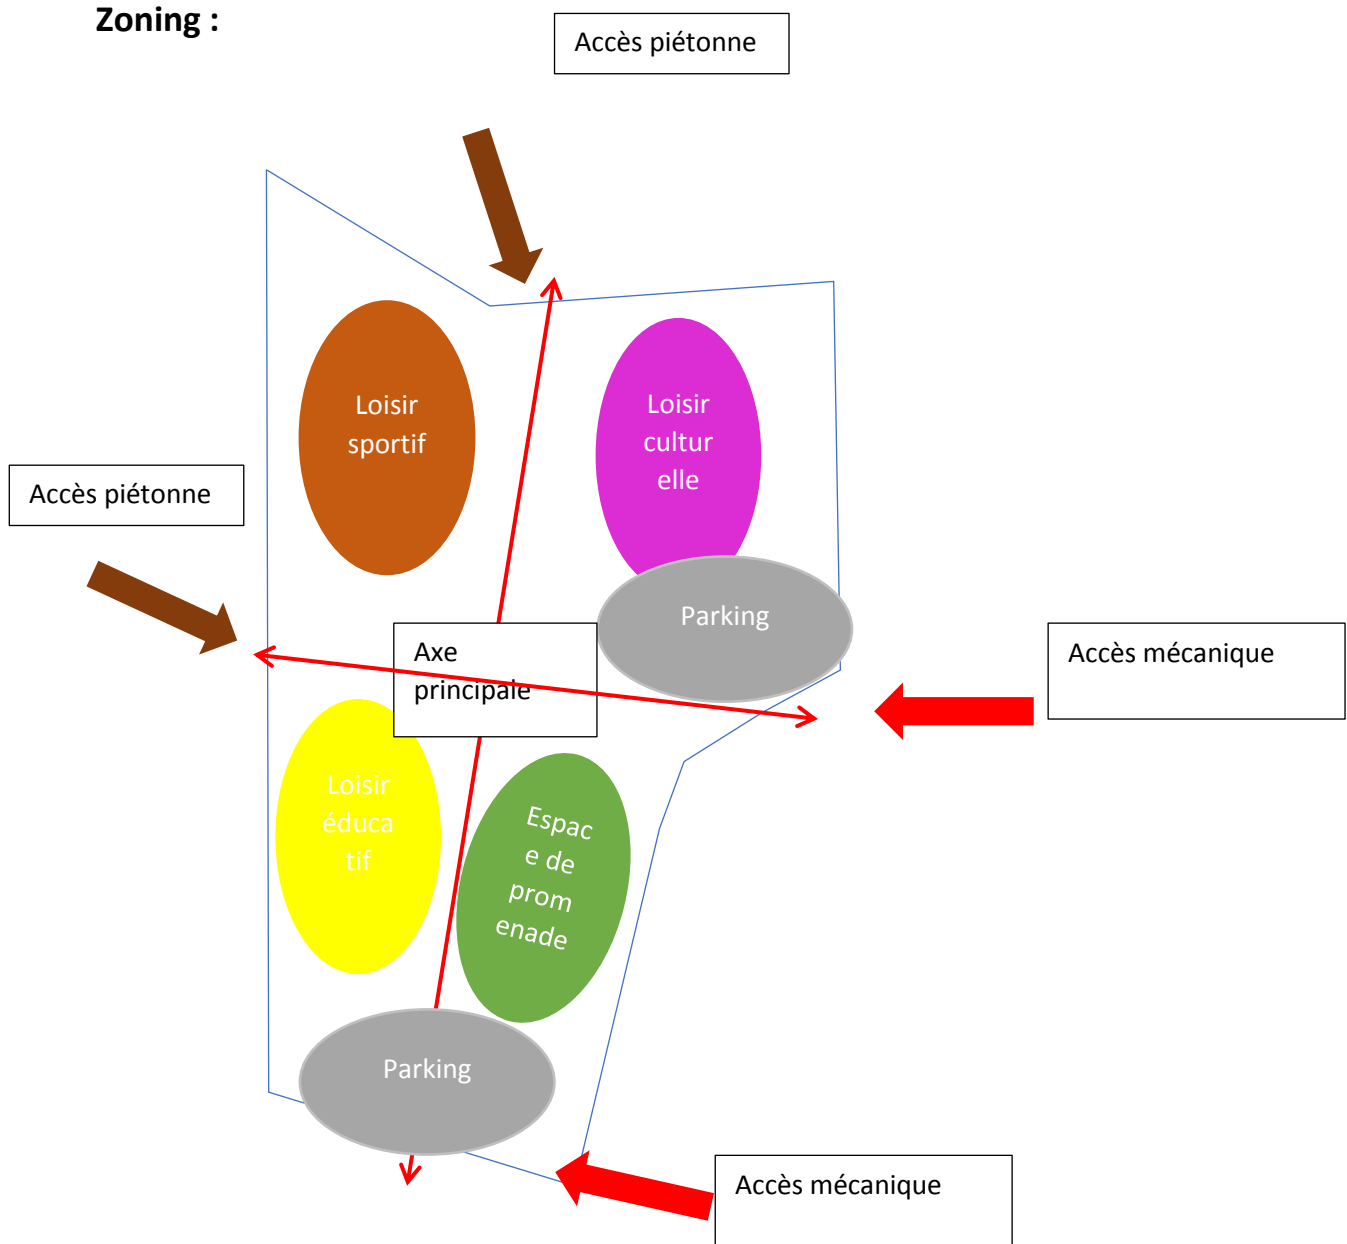 Zoning :
Accès piétonne
Loisir
sportif
Loisir
cultur
elle
Accès piétonne
Parking
Axe
principale
Accès mécanique
Loisir
éduca
tif
Espac
e de
prom
enade
Parking
Accès mécanique